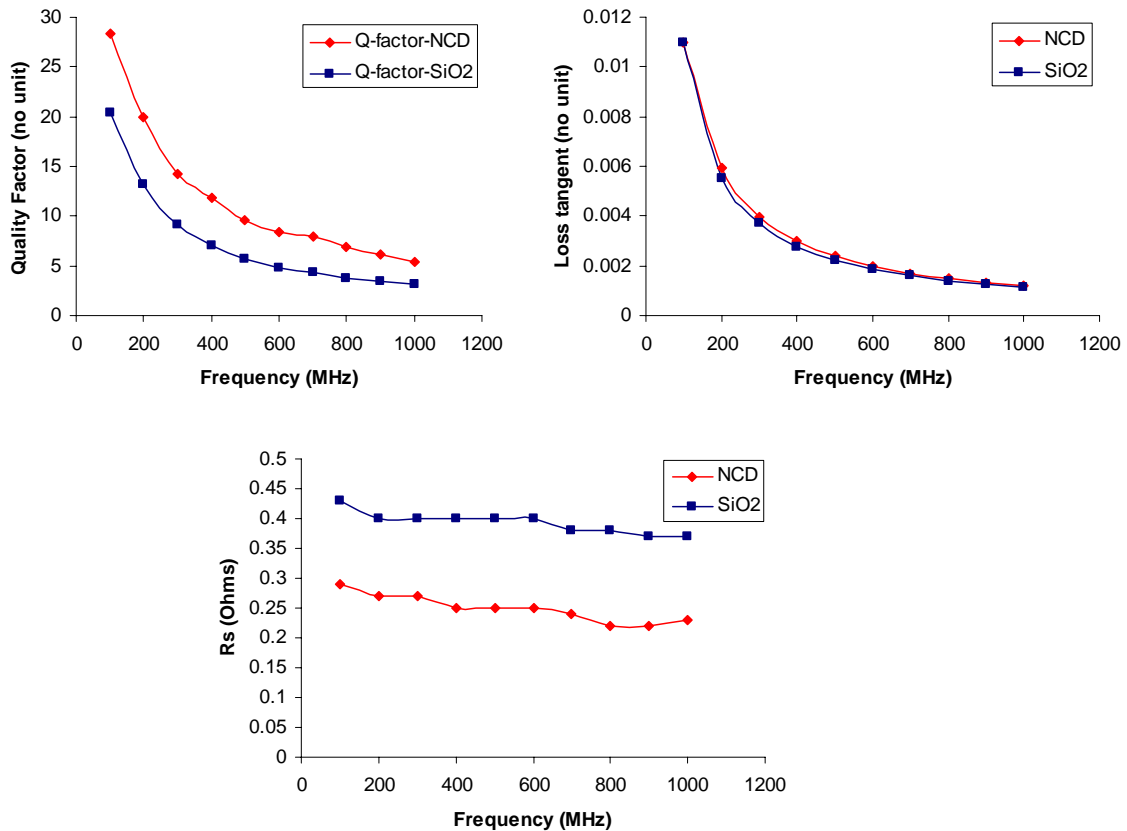 30
25
20
15
10
5
0
Quality Factor (no unit)
0 200 400 600 800 1000 1200
Frequency (MHz)
Q-factor-NCD
Q-factor-SiO2
0.012
0.01
0.008
0.006
0.004
0.002
0
Loss tangent (no unit)
0 200 400 600 800 1000 1200
Frequency (MHz)
NCD
SiO2
0.5
0.45
0.4
0.35
0.3
0.25
0.2
0.15
0.1
0.05
0
Rs (Ohms)
0 200 400 600 800 1000 1200
Frequency (MHz)
NCD
SiO2